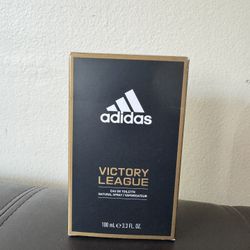 adidas
VICTORY
LEAGUE
EAU DE TOILETTE
NATURAL SPRAY / VAPORISATEUR
100 mL e 3.3 FL. OZ.